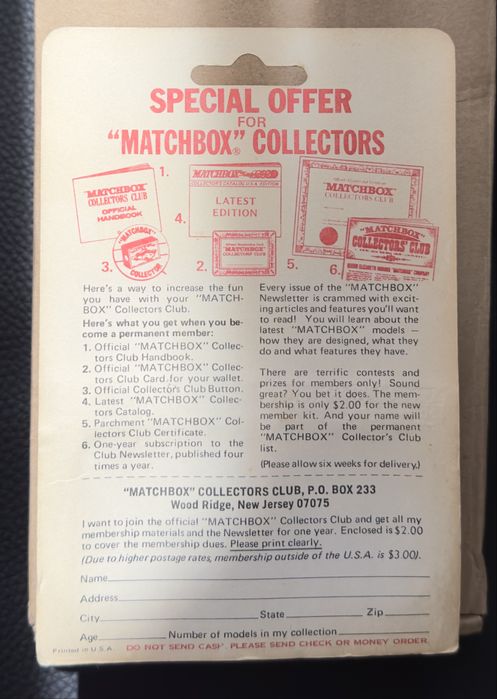 SPECIAL OFFER
FOR
“MATCHBOX”® COLLECTORS
1.
"MATCHBOX"
COLLECTORS CLUB
OFFICIAL
HANDBOOK
3.
"MATCHBOX"
COLLECTOR
4.
MATCHBOX
COLLECTOR'S CATALOG U.S.A. EDITION
LATEST
EDITION
2.
"MATCHBOX"
COLLECTORS' CLUB
5.
MATCHBOX
COLLECTORS CLUB
6.
"MATCHBOX"
COLLECTORS' CLUB
Here's a way to increase the fun
you have with your "MATCH-
BOX" Collectors Club.
Here's what you get when you be-
come a permanent member:
1. Official "MATCHBOX" Collec-
tors Club Handbook.
2. Official "MATCHBOX" Collec-
tors Club Card for your wallet.
3. Official Collectors Club Button.
4. Latest "MATCHBOX" Collec-
tors Catalog.
5. Parchment "MATCHBOX" Col-
lectors Club Certificate.
6. One-year subscription to the
Club Newsletter, published four
times a year.
Every issue of the "MATCHBOX"
Newsletter is crammed with excit-
ing articles and features you'll want
to read! You will learn about the
latest "MATCHBOX" models —
how they are designed, what they
do and what features they have.
There are terrific contests and
prizes for members only! Sound
great? You bet it does. The mem-
bership is only $2.00 for the new
member kit. And your name will
be part of the permanent
"MATCHBOX" Collector's Club
list.
(Please allow six weeks for delivery.)
"MATCHBOX" COLLECTORS CLUB, P.O. BOX 233
Wood Ridge, New Jersey 07075
I want to join the official "MATCHBOX" Collectors Club and get all my
membership materials and the Newsletter for one year. Enclosed is $2.00
to cover the membership dues. Please print clearly.
(Due to higher postage rates, membership outside of the U.S.A. is $3.00).
Name
Address
City State Zip
Age Number of models in my collection
Printed in U.S.A. DO NOT SEND CASH. PLEASE SEND CHECK OR MONEY ORDER.